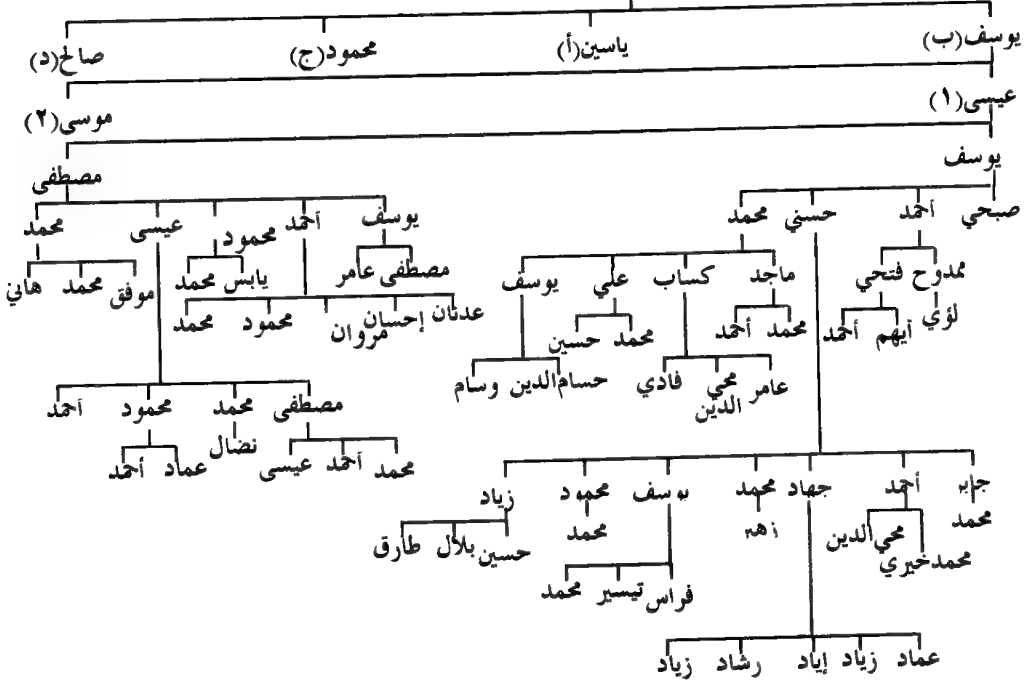 يوسف(ب) ياسين(أ) محمود(ج) صالح(د)
عيسى(١) موسى(٢)
يوسف مصطفى
صبحي أحمد حسني محمد يوسف أحمد محمود عيسى محمد
ممدوح فتحي ماجد كساب علي يوسف مصطفى عامر يابس محمد موفق محمد هاني
لؤي أيهم أحمد محمد أحمد محمد حسين عدنان إحسان مروان محمود محمد
عامر محي الدين فادي حسام الدين وسام
مصطفى محمد محمود أحمد
محمد أحمد عيسى نضال عماد أحمد
جابر أحمد جهاد محمد يوسف محمود زياد
محمد محي الدين زهير محمد حسين بلال طارق
محمد خيري
فراس تيسير محمد
عماد زياد إياد رشاد زياد